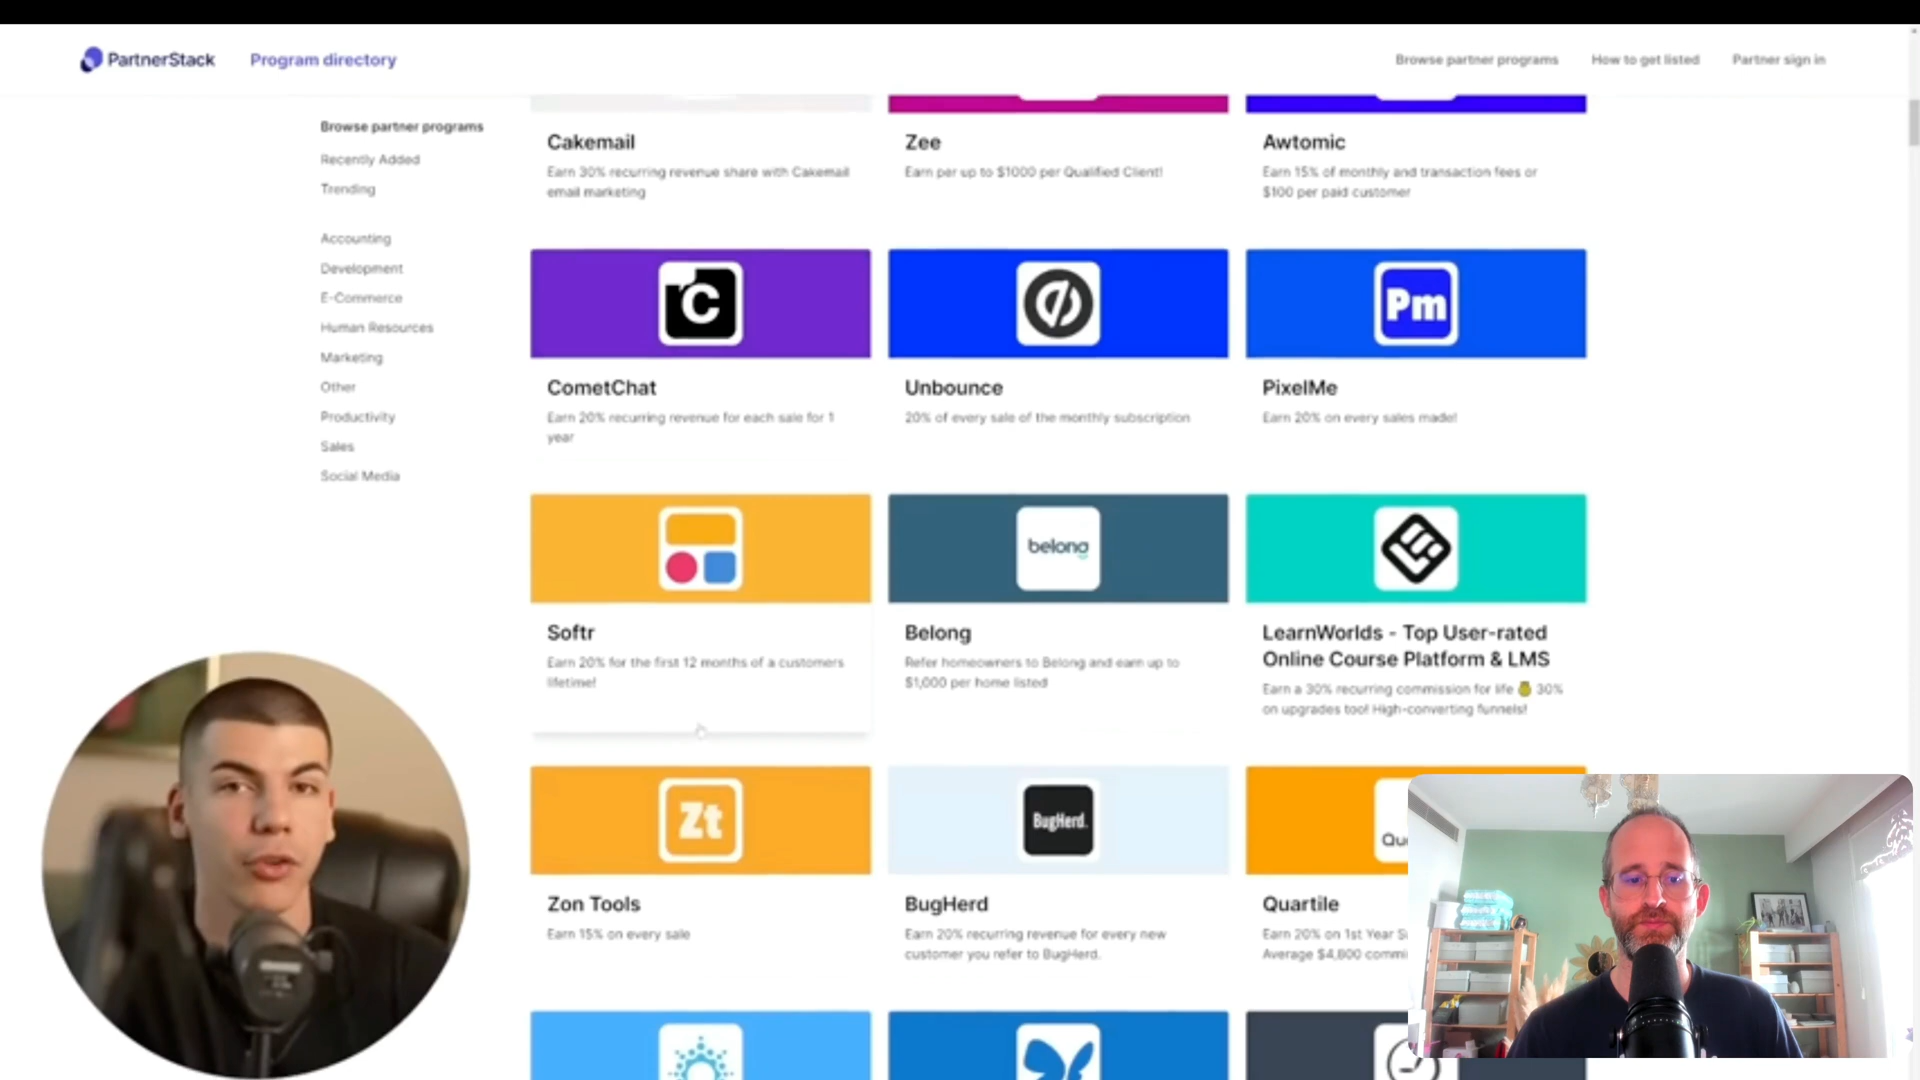 PartnerStack
Program directory
Browse partner programs
How to get listed
Partner sign in
Browse partner programs
Recently Added
Trending
Accounting
Development
E-Commerce
Human Resources
Marketing
Other
Productivity
Sales
Social Media
Cakemail
Earn 30% recurring revenue share with Cakemail
email marketing
Zee
Earn per up to $1000 per Qualified Client!
Awtomic
Earn 15% of monthly and transaction fees or
$100 per paid customer
C
CometChat
Earn 20% recurring revenue for each sale for 1
year
Unbounce
20% of every sale of the monthly subscription
Pm
PixelMe
Earn 20% on every sales made!
Softr
Earn 20% for the first 12 months of a customers
lifetime!
belong
Belong
Refer homeowners to Belong and earn up to
$1,000 per home listed
LearnWorlds - Top User-rated
Online Course Platform & LMS
Earn a 30% recurring commission for life 🍍 30%
on upgrades too! High-converting funnels!
Zt
Zon Tools
Earn 15% on every sale
BugHerd.
BugHerd
Earn 20% recurring revenue for every new
customer you refer to BugHerd.
Quartile
Earn 20% on 1st Year
Average $4,800